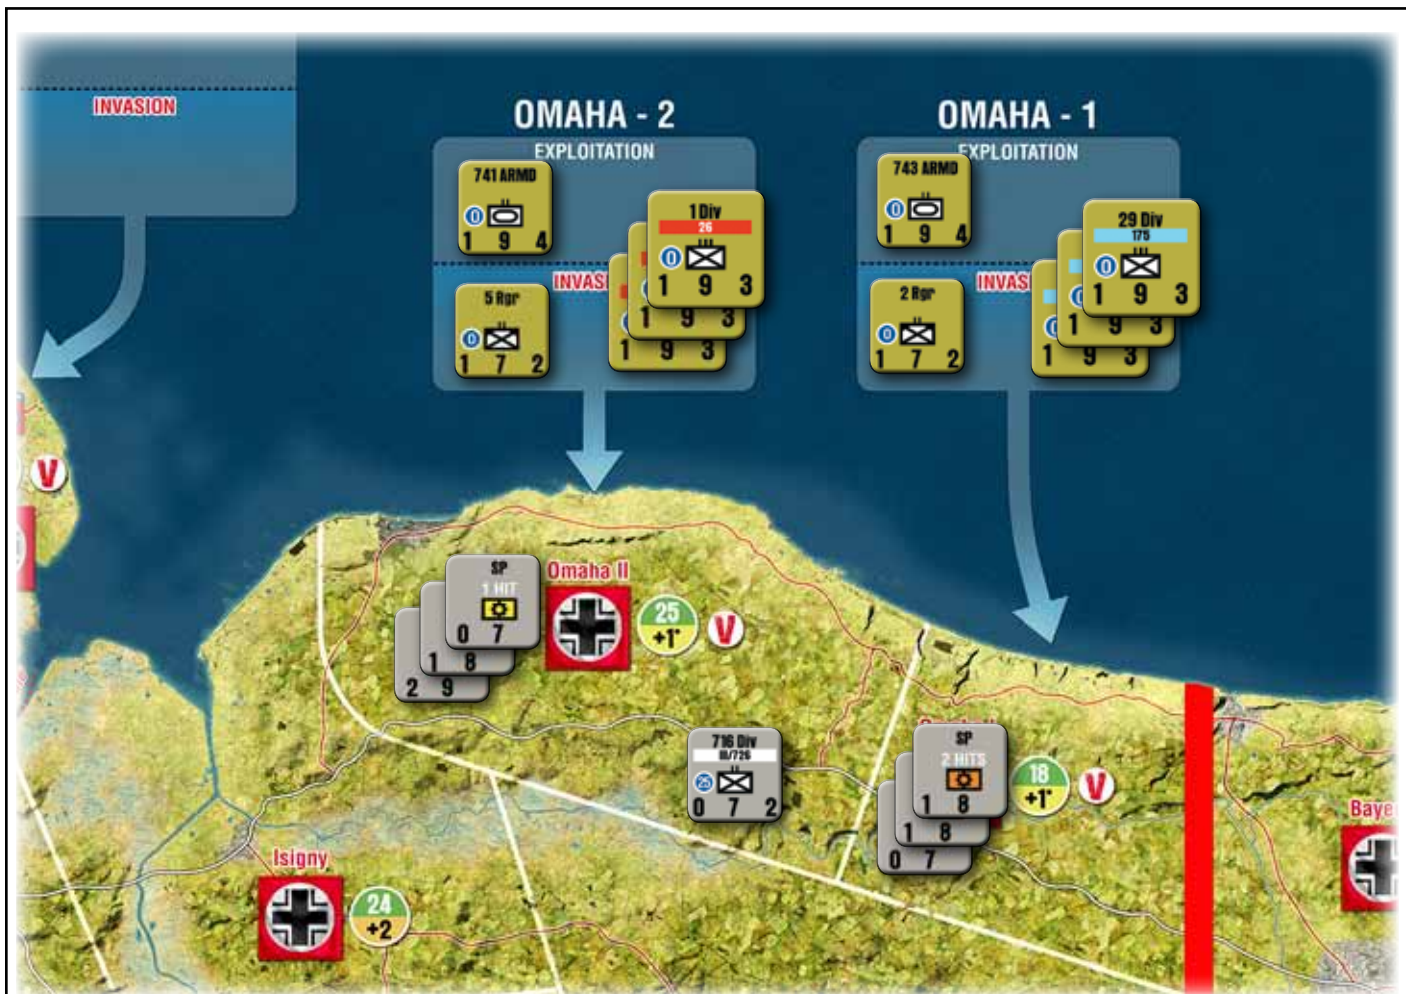 INVASION
OMAHA - 2
EXPLOITATION
741 ARMD
0
1 9 4
1 Div
26
0
1 9 3
1 9 3
1 9 3
5 Rgr
0
1 7 2
OMAHA - 1
EXPLOITATION
743 ARMD
0
1 9 4
29 Div
175
0
1 9 3
1 9 3
1 9 3
INVAS
INVAS
2 Rgr
0
1 7 2
V
SP
1 HIT
0 7
1 8
2 9
Omaha II
25
+1*
V
716 Div
III/726
25
0 7 2
SP
2 HITS
1 8
1 8
0 7
18
+1*
V
Baye
Isigny
24
+2